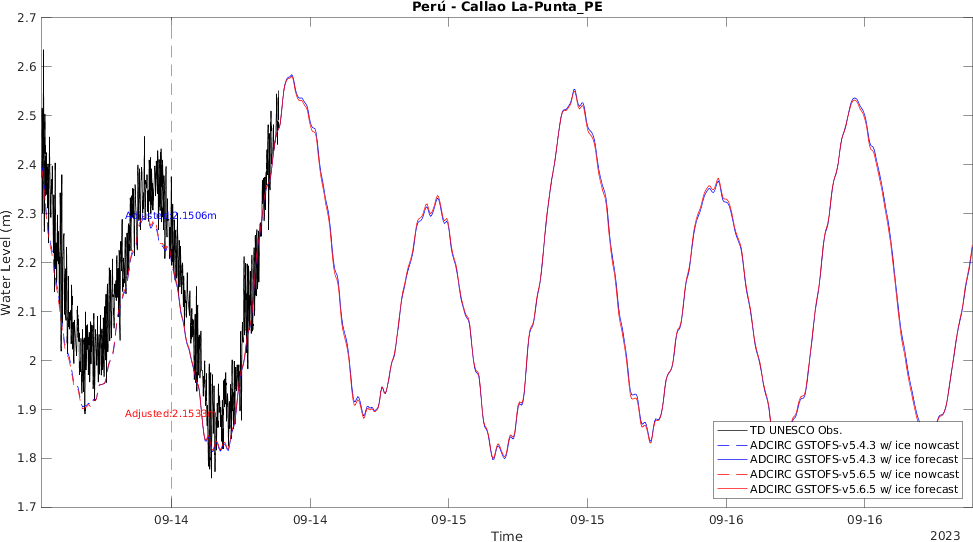 Perú - Callao La-Punta_PE
2.7
2.6
2.5
2.4
2.3
2.2
2.1
2
1.9
1.8
1.7
Water Level (m)
Adjusted:2.1506m
Adjusted:2.1533m
TD UNESCO Obs.
ADCIRC GSTOFS-v5.4.3 w/ ice nowcast
ADCIRC GSTOFS-v5.4.3 w/ ice forecast
ADCIRC GSTOFS-v5.6.5 w/ ice nowcast
ADCIRC GSTOFS-v5.6.5 w/ ice forecast
09-14
09-14
09-15
09-15
09-16
09-16
Time
2023